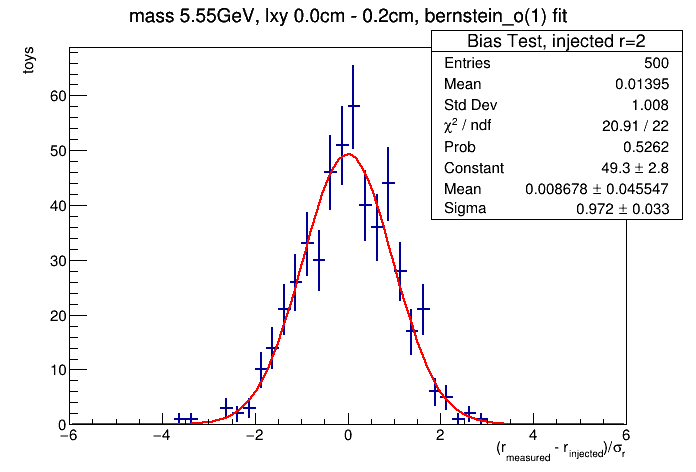 mass 5.55GeV, lxy 0.0cm - 0.2cm, bernstein_o(1) fit
Bias Test, injected r=2
Entries 500
Mean 0.01395
Std Dev 1.008
χ² / ndf 20.91 / 22
Prob 0.5262
Constant 49.3 ± 2.8
Mean 0.008678 ± 0.045547
Sigma 0.972 ± 0.033
toys
60
50
40
30
20
10
0
−6 −4 −2 0 2 4 6
(r_measured - r_injected)/σ_r